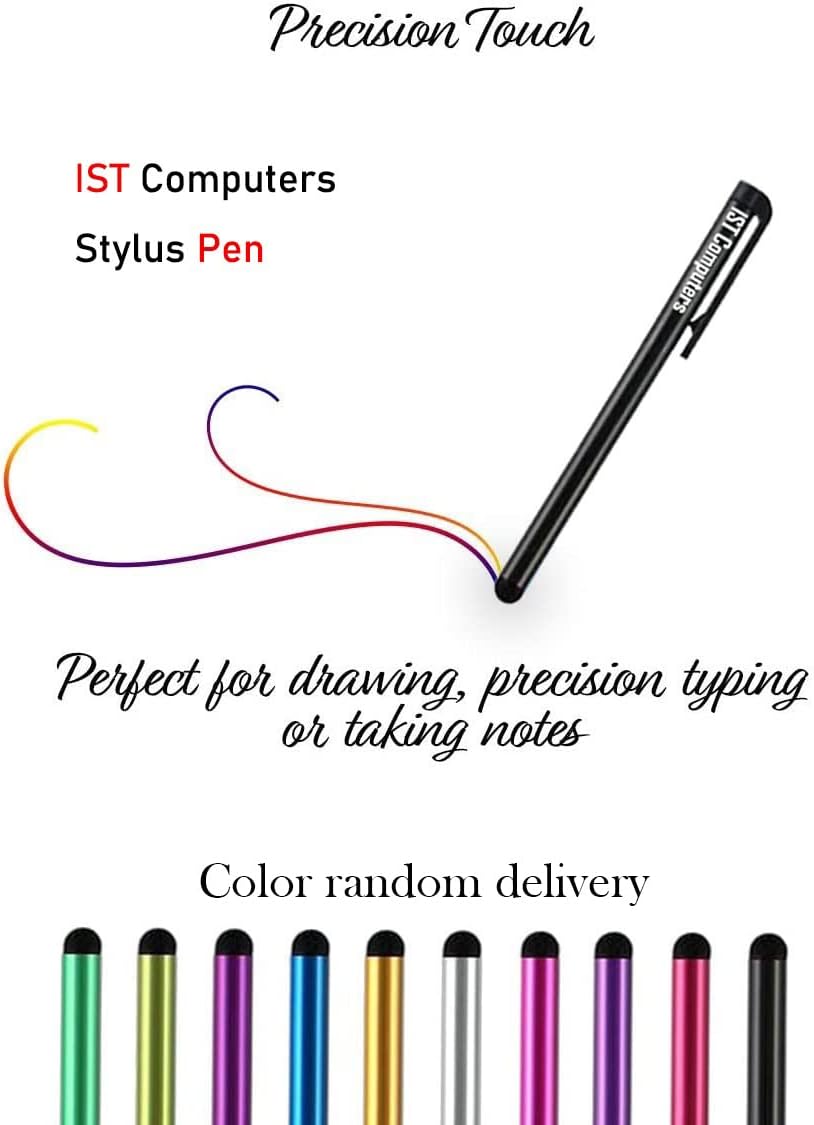 Precision Touch
IST Computers
Stylus Pen
IST Computers
Perfect for drawing, precision typing
or taking notes
Color random delivery